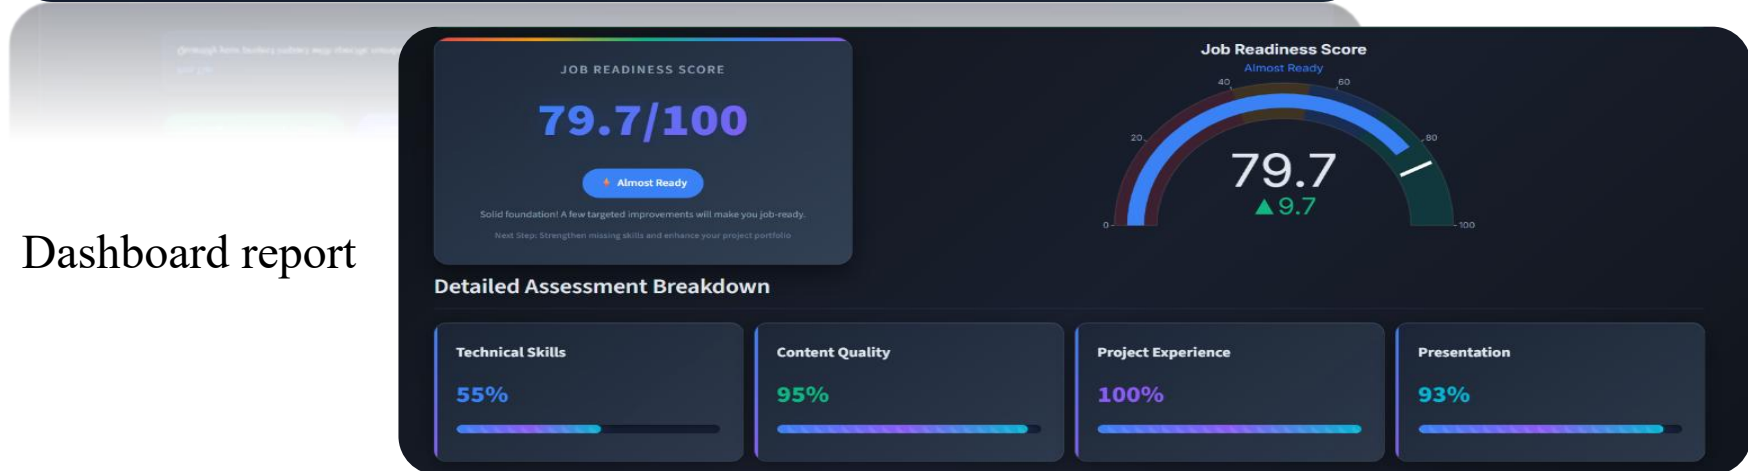 Dashboard report
JOB READINESS SCORE
79.7/100
Almost Ready
Solid foundation! A few targeted improvements will make you job-ready.
Next Step: Strengthen missing skills and enhance your project portfolio
Job Readiness Score
Almost Ready
0
20
40
60
80
100
79.7
▲9.7
Detailed Assessment Breakdown
Technical Skills
55%
Content Quality
95%
Project Experience
100%
Presentation
93%